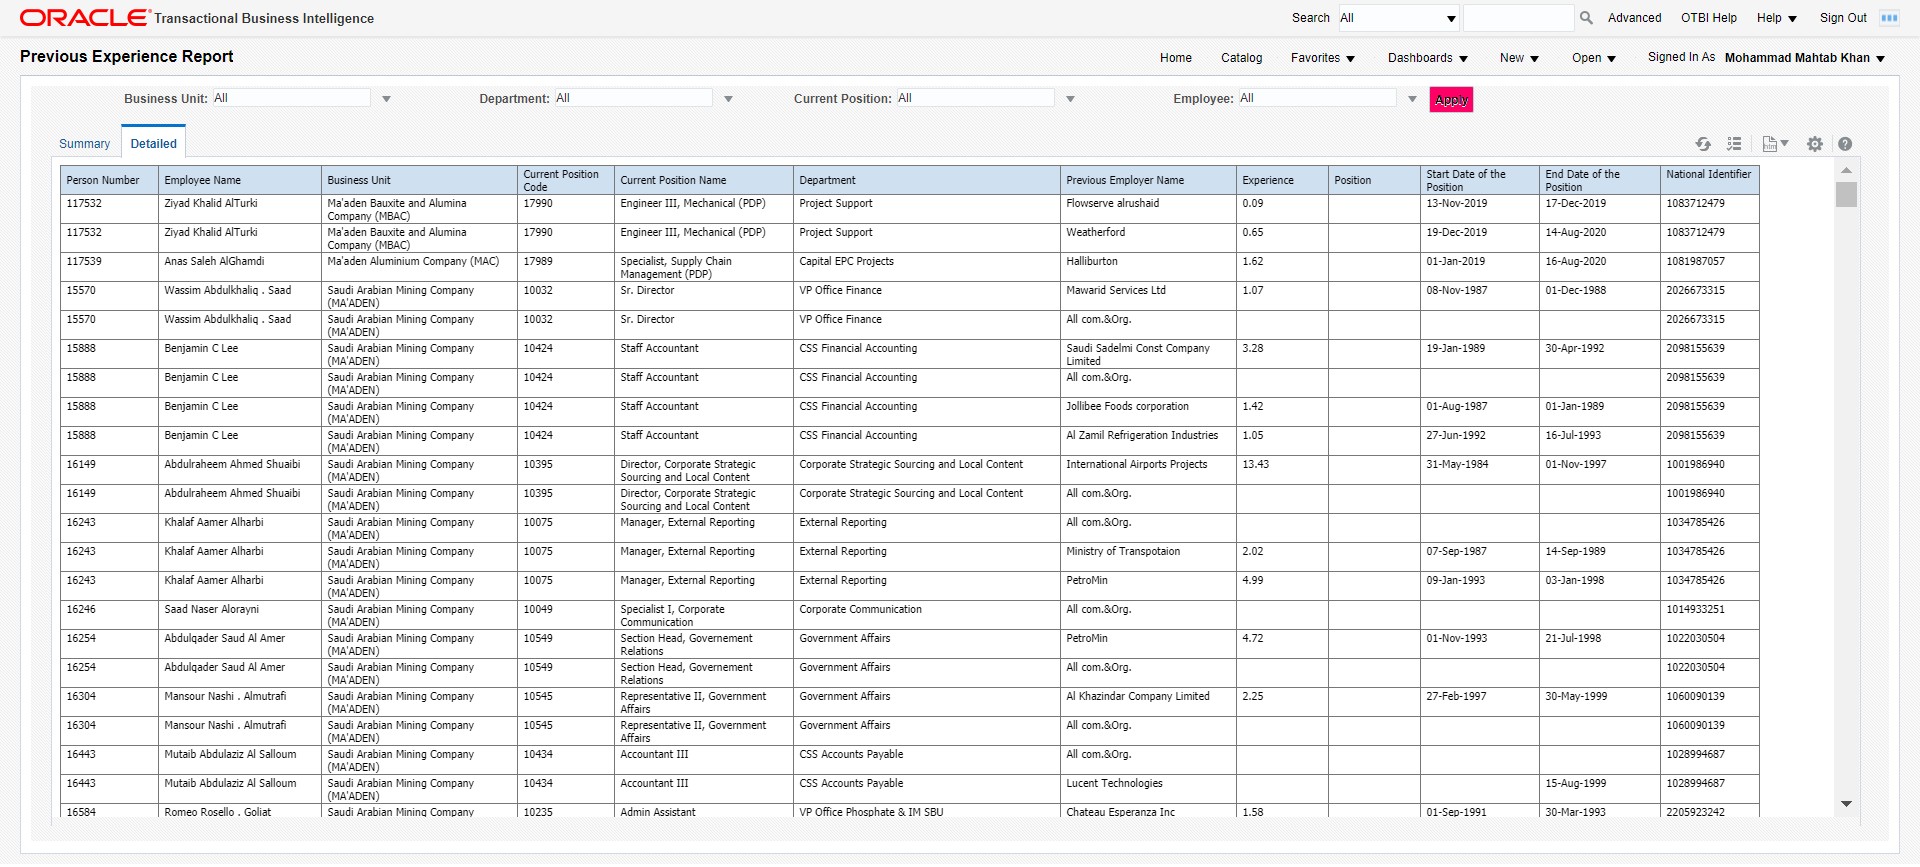 ORACLE Transactional Business Intelligence Search All Advanced OTBI Help Help Sign Out
Previous Experience Report Home Catalog Favorites Dashboards New Open Signed In As Mohammad Mahtab Khan
Business Unit: All Department: All Current Position: All Employee: All Apply
Summary Detailed
Person Number Employee Name Business Unit Current Position Code Current Position Name Department Previous Employer Name Experience Position Start Date of the Position End Date of the Position National Identifier
117532 Ziyad Khalid AlTurki Ma'aden Bauxite and Alumina Company (MBAC) 17990 Engineer III, Mechanical (PDP) Project Support Flowserve alrushaid 0.09 13-Nov-2019 17-Dec-2019 1083712479
117532 Ziyad Khalid AlTurki Ma'aden Bauxite and Alumina Company (MBAC) 17990 Engineer III, Mechanical (PDP) Project Support Weatherford 0.65 19-Dec-2019 14-Aug-2020 1083712479
117539 Anas Saleh AlGhamdi Ma'aden Aluminium Company (MAC) 17989 Specialist, Supply Chain Management (PDP) Capital EPC Projects Halliburton 1.62 01-Jan-2019 16-Aug-2020 1081987057
15570 Wassim Abdulkhaliq . Saad Saudi Arabian Mining Company (MA'ADEN) 10032 Sr. Director VP Office Finance Mawarid Services Ltd 1.07 08-Nov-1987 01-Dec-1988 2026673315
15570 Wassim Abdulkhaliq . Saad Saudi Arabian Mining Company (MA'ADEN) 10032 Sr. Director VP Office Finance All com.&Org. 2026673315
15888 Benjamin C Lee Saudi Arabian Mining Company (MA'ADEN) 10424 Staff Accountant CSS Financial Accounting Saudi Sadelmi Const Company Limited 3.28 19-Jan-1989 30-Apr-1992 2098155639
15888 Benjamin C Lee Saudi Arabian Mining Company (MA'ADEN) 10424 Staff Accountant CSS Financial Accounting All com.&Org. 2098155639
15888 Benjamin C Lee Saudi Arabian Mining Company (MA'ADEN) 10424 Staff Accountant CSS Financial Accounting Jollibee Foods corporation 1.42 01-Aug-1987 01-Jan-1989 2098155639
15888 Benjamin C Lee Saudi Arabian Mining Company (MA'ADEN) 10424 Staff Accountant CSS Financial Accounting Al Zamil Refrigeration Industries 1.05 27-Jun-1992 16-Jul-1993 2098155639
16149 Abdulraheem Ahmed Shuaibi Saudi Arabian Mining Company (MA'ADEN) 10395 Director, Corporate Strategic Sourcing and Local Content Corporate Strategic Sourcing and Local Content International Airports Projects 13.43 31-May-1984 01-Nov-1997 1001986940
16149 Abdulraheem Ahmed Shuaibi Saudi Arabian Mining Company (MA'ADEN) 10395 Director, Corporate Strategic Sourcing and Local Content Corporate Strategic Sourcing and Local Content All com.&Org. 1001986940
16243 Khalaf Aamer Alharbi Saudi Arabian Mining Company (MA'ADEN) 10075 Manager, External Reporting External Reporting All com.&Org. 1034785426
16243 Khalaf Aamer Alharbi Saudi Arabian Mining Company (MA'ADEN) 10075 Manager, External Reporting External Reporting Ministry of Transpotaion 2.02 07-Sep-1987 14-Sep-1989 1034785426
16243 Khalaf Aamer Alharbi Saudi Arabian Mining Company (MA'ADEN) 10075 Manager, External Reporting External Reporting PetroMin 4.99 09-Jan-1993 03-Jan-1998 1034785426
16246 Saad Naser Alorayni Saudi Arabian Mining Company (MA'ADEN) 10049 Specialist I, Corporate Communication Corporate Communication All com.&Org. 1014933251
16254 Abdulqader Saud Al Amer Saudi Arabian Mining Company (MA'ADEN) 10549 Section Head, Governement Relations Government Affairs PetroMin 4.72 01-Nov-1993 21-Jul-1998 1022030504
16254 Abdulqader Saud Al Amer Saudi Arabian Mining Company (MA'ADEN) 10549 Section Head, Governement Relations Government Affairs All com.&Org. 1022030504
16304 Mansour Nashi . Almutrafi Saudi Arabian Mining Company (MA'ADEN) 10545 Representative II, Government Affairs Government Affairs Al Khazindar Company Limited 2.25 27-Feb-1997 30-May-1999 1060090139
16304 Mansour Nashi . Almutrafi Saudi Arabian Mining Company (MA'ADEN) 10545 Representative II, Government Affairs Government Affairs All com.&Org. 1060090139
16443 Mutaib Abdulaziz Al Salloum Saudi Arabian Mining Company (MA'ADEN) 10434 Accountant III CSS Accounts Payable All com.&Org. 1028994687
16443 Mutaib Abdulaziz Al Salloum Saudi Arabian Mining Company (MA'ADEN) 10434 Accountant III CSS Accounts Payable Lucent Technologies 15-Aug-1999 1028994687
16584 Romeo Rosello . Goliat Saudi Arabian Mining Company 10235 Admin Assistant VP Office Phosphate & IM SBU Chateau Esperanza Inc 1.58 01-Sep-1991 30-Mar-1993 2205923242